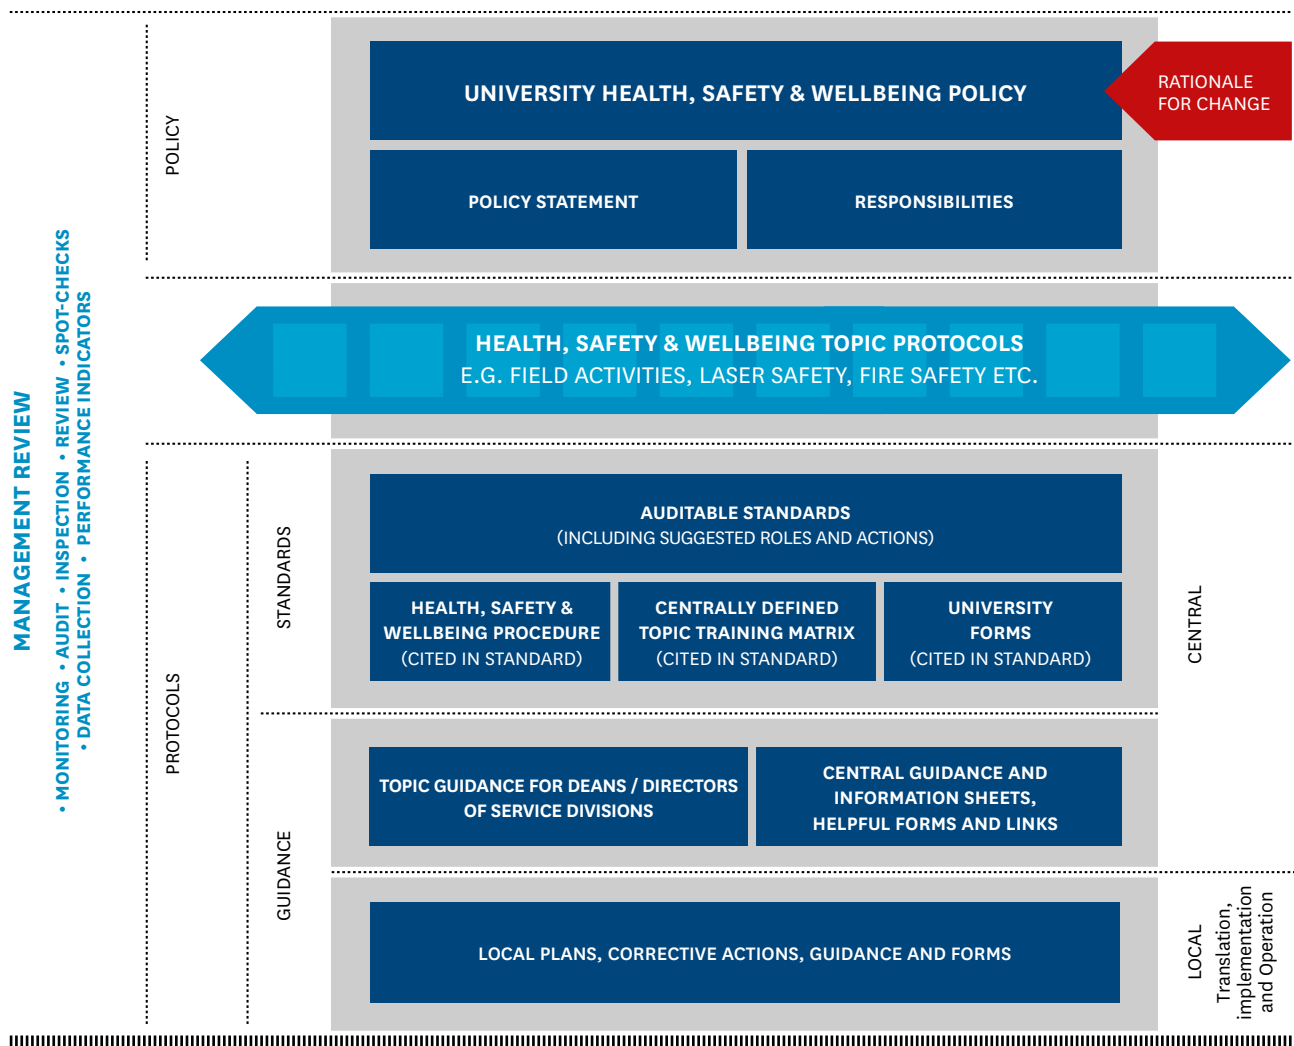 UNIVERSITY HEALTH, SAFETY & WELLBEING POLICY
RATIONALE
FOR CHANGE
POLICY
POLICY STATEMENT
RESPONSIBILITIES
HEALTH, SAFETY & WELLBEING TOPIC PROTOCOLS
E.G. FIELD ACTIVITIES, LASER SAFETY, FIRE SAFETY ETC.
MANAGEMENT REVIEW
• MONITORING • AUDIT • INSPECTION • REVIEW • SPOT-CHECKS
• DATA COLLECTION • PERFORMANCE INDICATORS
PROTOCOLS
STANDARDS
AUDITABLE STANDARDS
(INCLUDING SUGGESTED ROLES AND ACTIONS)
HEALTH, SAFETY &
WELLBEING PROCEDURE
(CITED IN STANDARD)
CENTRALLY DEFINED
TOPIC TRAINING MATRIX
(CITED IN STANDARD)
UNIVERSITY
FORMS
(CITED IN STANDARD)
CENTRAL
GUIDANCE
TOPIC GUIDANCE FOR DEANS / DIRECTORS
OF SERVICE DIVISIONS
CENTRAL GUIDANCE AND
INFORMATION SHEETS,
HELPFUL FORMS AND LINKS
LOCAL PLANS, CORRECTIVE ACTIONS, GUIDANCE AND FORMS
LOCAL
Translation,
implementation
and Operation